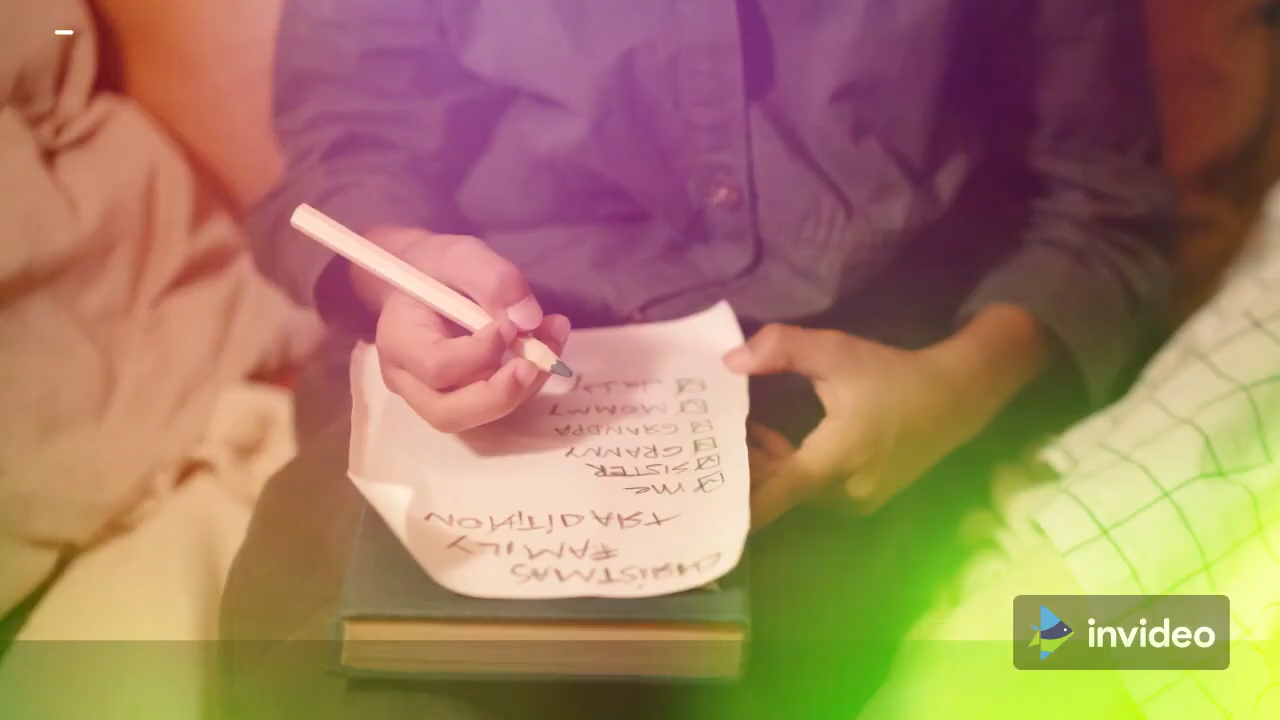 CHRISTMAS
FAMILY
TRADITION
me
SISTER
GRANNY
GRANDPA
MOMMY
invideo